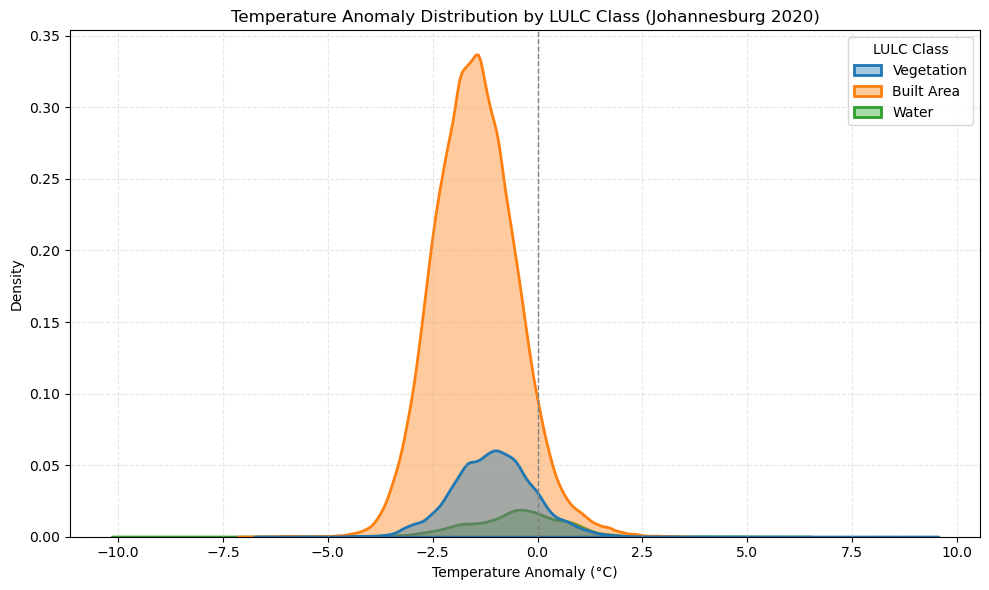 Temperature Anomaly Distribution by LULC Class (Johannesburg 2020)
LULC Class
Vegetation
Built Area
Water
0.35
0.30
0.25
0.20
0.15
0.10
0.05
0.00
Density
−10.0 −7.5 −5.0 −2.5 0.0 2.5 5.0 7.5 10.0
Temperature Anomaly (°C)